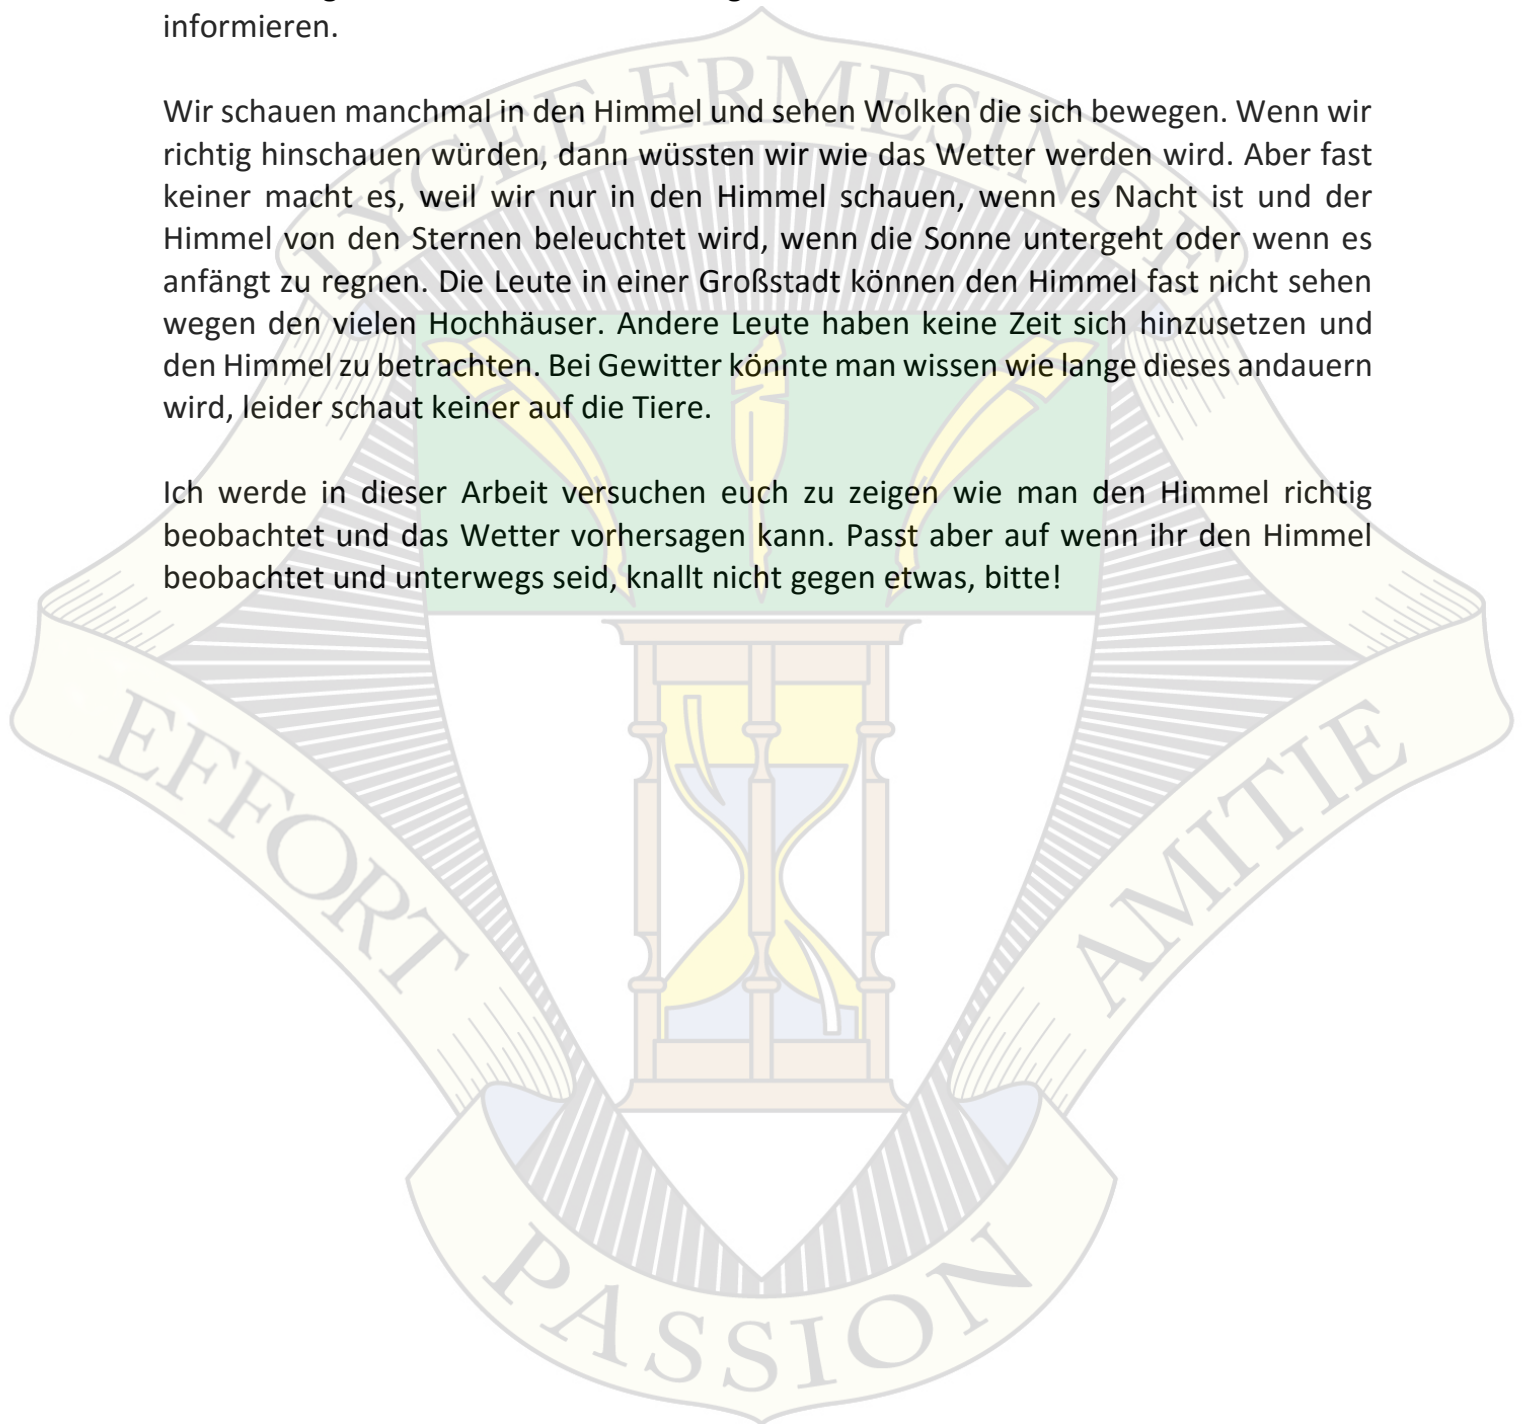 informieren.
Wir schauen manchmal in den Himmel und sehen Wolken die sich bewegen. Wenn wir
richtig hinschauen würden, dann wüssten wir wie das Wetter werden wird. Aber fast
keiner macht es, weil wir nur in den Himmel schauen, wenn es Nacht ist und der
Himmel von den Sternen beleuchtet wird, wenn die Sonne untergeht oder wenn es
anfängt zu regnen. Die Leute in einer Großstadt können den Himmel fast nicht sehen
wegen den vielen Hochhäuser. Andere Leute haben keine Zeit sich hinzusetzen und
den Himmel zu betrachten. Bei Gewitter könnte man wissen wie lange dieses andauern
wird, leider schaut keiner auf die Tiere.
Ich werde in dieser Arbeit versuchen euch zu zeigen wie man den Himmel richtig
beobachtet und das Wetter vorhersagen kann. Passt aber auf wenn ihr den Himmel
beobachtet und unterwegs seid, knallt nicht gegen etwas, bitte!
LYCEE ERMESINDE
EFFORT
AMITIE
PASSION